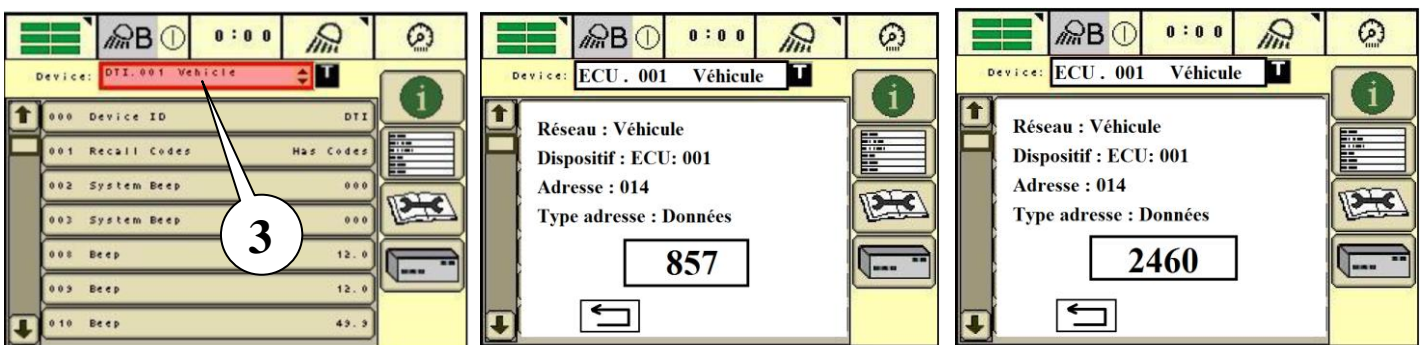 B 0:00
Device: DTI.001 Vehicle T
i
000 Device ID DTI
001 Recall Codes Has Codes
002 System Beep 000
003 System Beep 000
3
008 Beep 12.0
009 Beep 12.0
010 Beep 49.9
B 0:00
Device: ECU . 001 Véhicule T
i
Réseau : Véhicule
Dispositif : ECU: 001
Adresse : 014
Type adresse : Données
857
B 0:00
Device: ECU . 001 Véhicule T
i
Réseau : Véhicule
Dispositif : ECU: 001
Adresse : 014
Type adresse : Données
2460